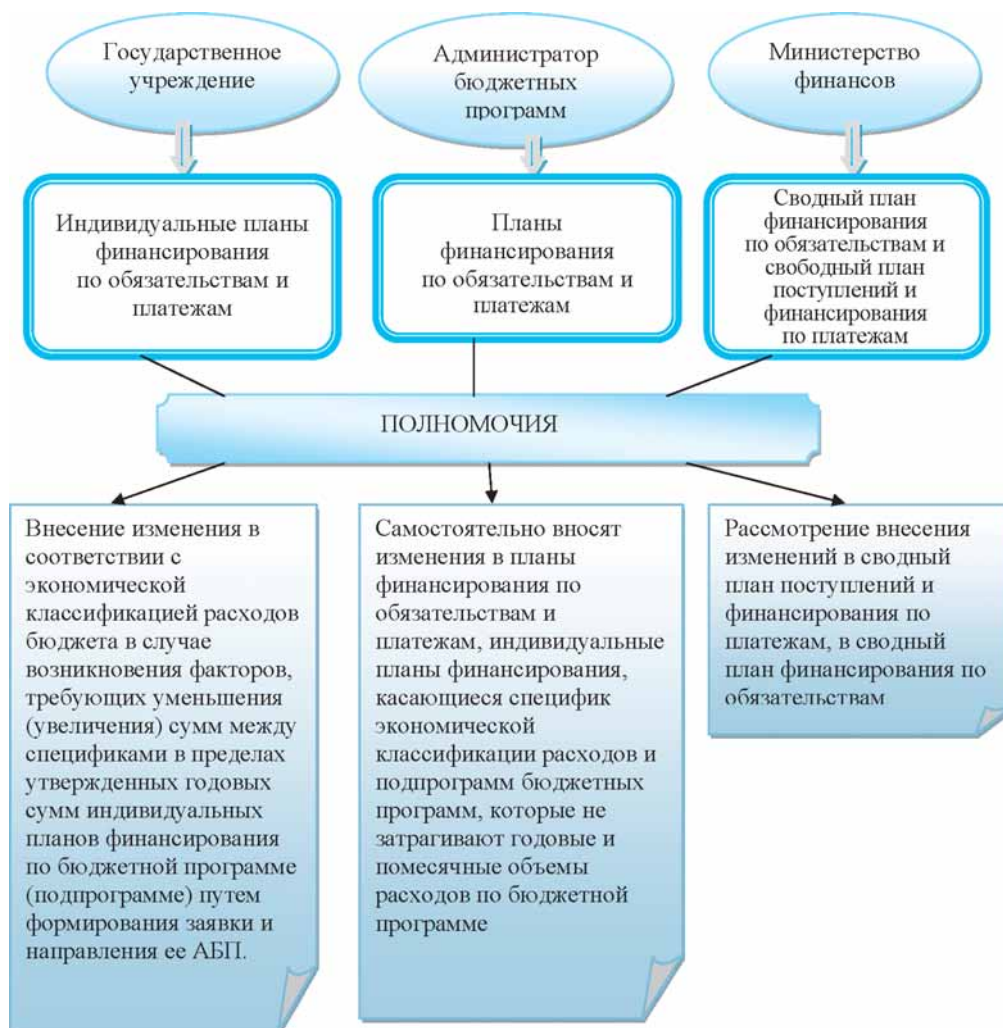 Государственное
учреждение
Администратор
бюджетных
программ
Министерство
финансов
Индивидуальные планы
финансирования
по обязательствам и
платежам
Планы
финансирования
по обязательствам и
платежам
Сводный план
финансирования
по обязательствам и
свободный план
поступлений и
финансирования
по платежам
ПОЛНОМОЧИЯ
Внесение изменения в
соответствии с
экономической
классификацией расходов
бюджета в случае
возникновения факторов,
требующих уменьшения
(увеличения) сумм между
спецификами в пределах
утвержденных годовых
сумм индивидуальных
планов финансирования
по бюджетной программе
(подпрограмме) путем
формирования заявки и
направления ее АБП.
Самостоятельно вносят
изменения в планы
финансирования по
обязательствам и
платежам, индивидуальные
планы финансирования,
касающиеся специфик
экономической
классификации расходов и
подпрограмм бюджетных
программ, которые не
затрагивают годовые и
помесячные объемы
расходов по бюджетной
программе
Рассмотрение внесения
изменений в сводный
план поступлений и
финансирования по
платежам, в сводный
план финансирования по
обязательствам